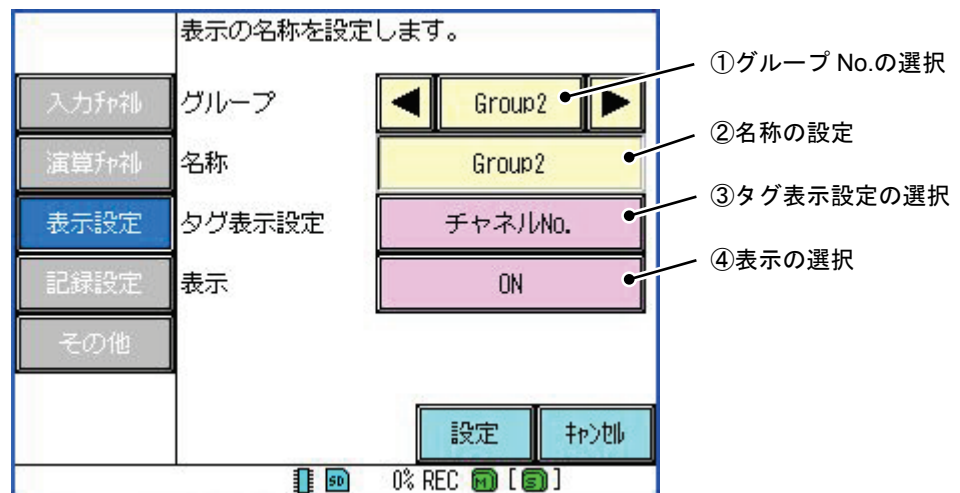 表示の名称を設定します。
①グループ No.の選択
入力ﾁｬﾈﾙ
グループ
◀ Group2 ▶
②名称の設定
演算ﾁｬﾈﾙ
名称
Group2
③タグ表示設定の選択
表示設定
タグ表示設定
チャネルNo.
④表示の選択
記録設定
表示
ON
その他
設定
ｷｬﾝｾﾙ
SD 0% REC M [S]